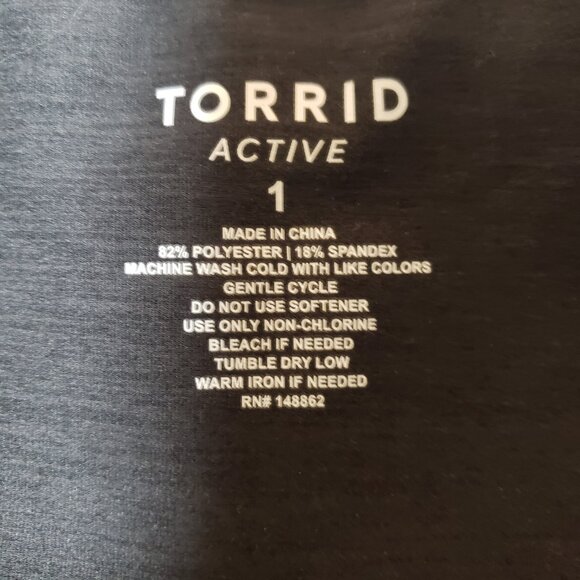 TORRID
ACTIVE
1
MADE IN CHINA
82% POLYESTER | 18% SPANDEX
MACHINE WASH COLD WITH LIKE COLORS
GENTLE CYCLE
DO NOT USE SOFTENER
USE ONLY NON-CHLORINE
BLEACH IF NEEDED
TUMBLE DRY LOW
WARM IRON IF NEEDED
RN# 148862